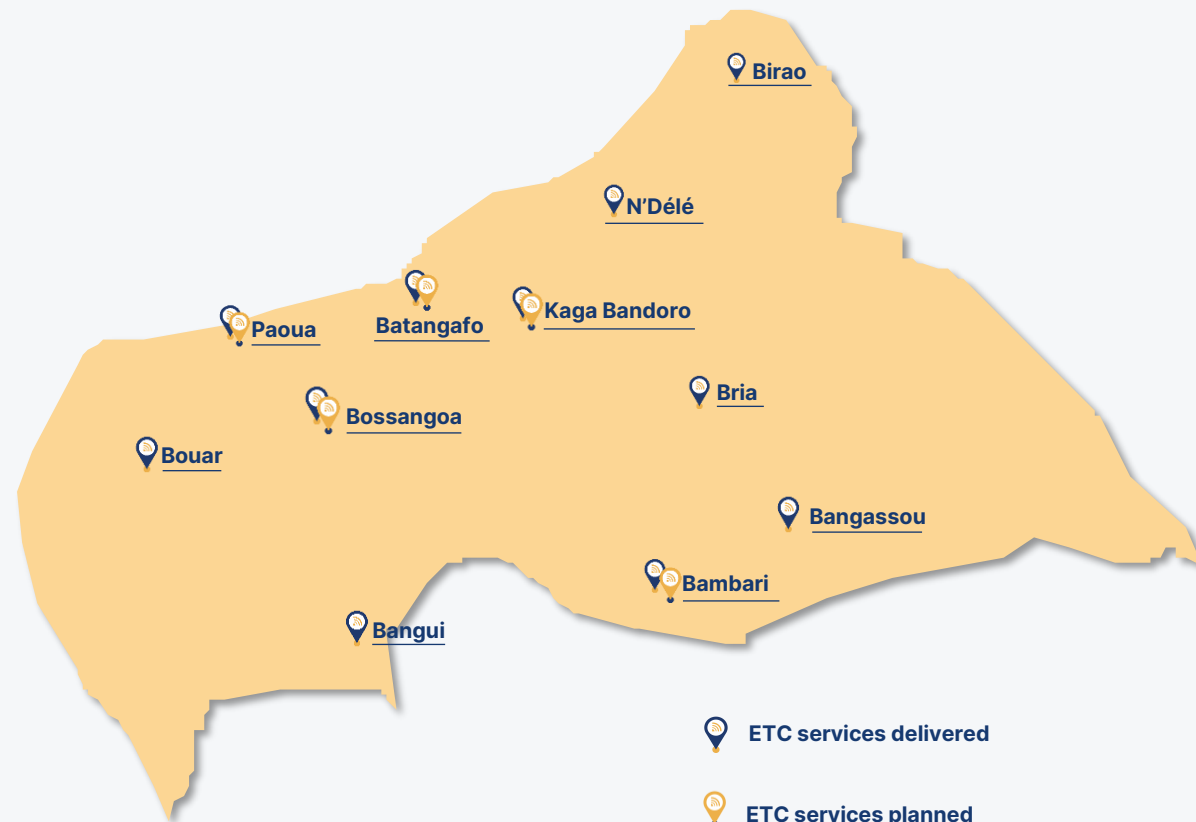 Birao
N'Délé
Kaga Bandoro
Batangafo
Paoua
Bria
Bossangoa
Bouar
Bangassou
Bambari
Bangui
ETC services delivered
ETC services planned